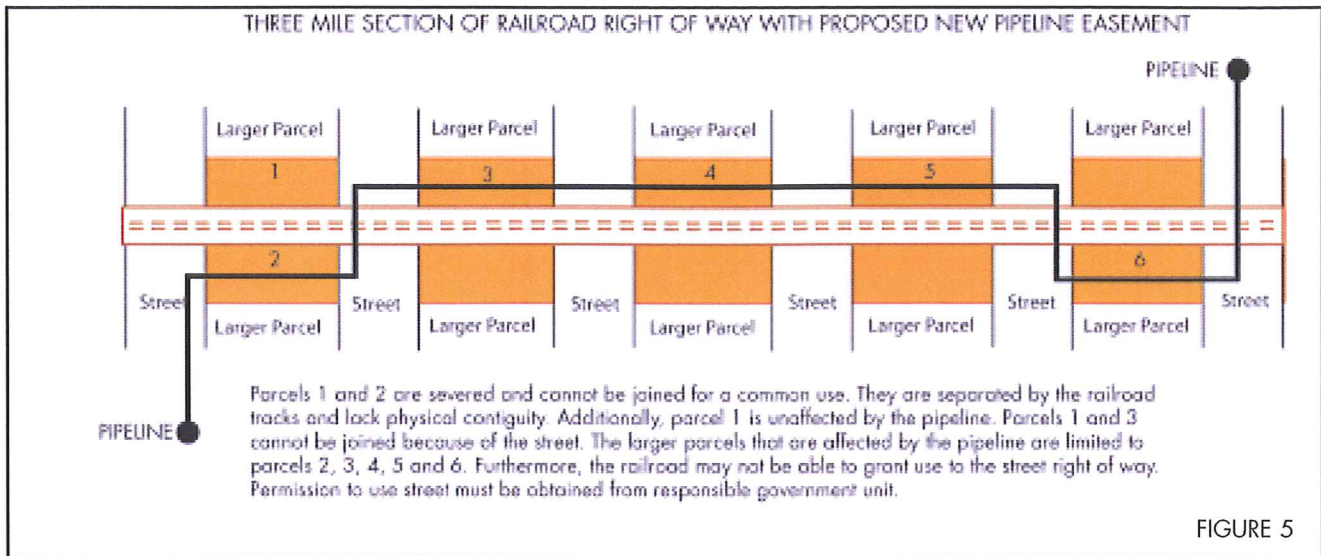 THREE MILE SECTION OF RAILROAD RIGHT OF WAY WITH PROPOSED NEW PIPELINE EASEMENT
PIPELINE
Larger Parcel
Larger Parcel
Larger Parcel
Larger Parcel
Larger Parcel
1
3
4
5
2
6
Street
Street
Street
Street
Street
Street
Larger Parcel
Larger Parcel
Larger Parcel
Larger Parcel
Larger Parcel
PIPELINE
Parcels 1 and 2 are severed and cannot be joined for a common use. They are separated by the railroad
tracks and lack physical contiguity. Additionally, parcel 1 is unaffected by the pipeline. Parcels 1 and 3
cannot be joined because of the street. The larger parcels that are affected by the pipeline are limited to
parcels 2, 3, 4, 5 and 6. Furthermore, the railroad may not be able to grant use to the street right of way.
Permission to use street must be obtained from responsible government unit.
FIGURE 5